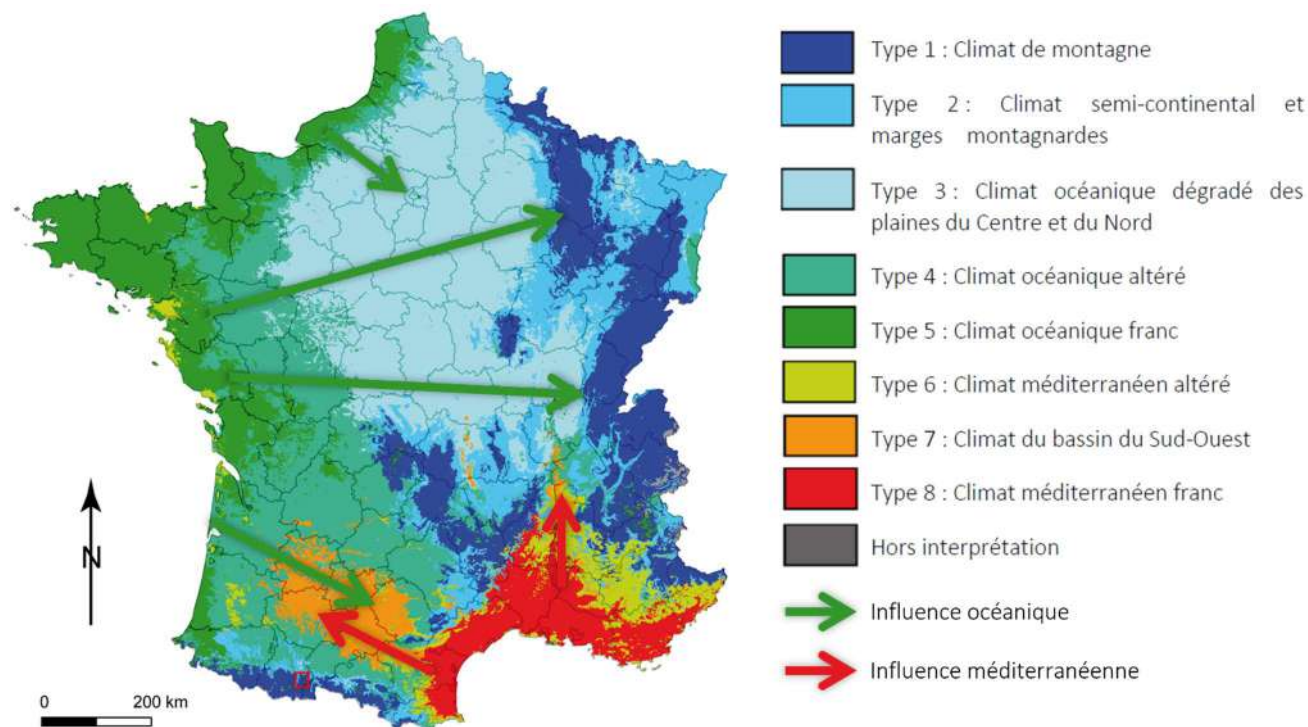 Type 1 : Climat de montagne
Type 2 : Climat semi-continental et
marges montagnardes
Type 3 : Climat océanique dégradé des
plaines du Centre et du Nord
Type 4 : Climat océanique altéré
Type 5 : Climat océanique franc
Type 6 : Climat méditerranéen altéré
Type 7 : Climat du bassin du Sud-Ouest
Type 8 : Climat méditerranéen franc
Hors interprétation
Influence océanique
Influence méditerranéenne
N
0 200 km